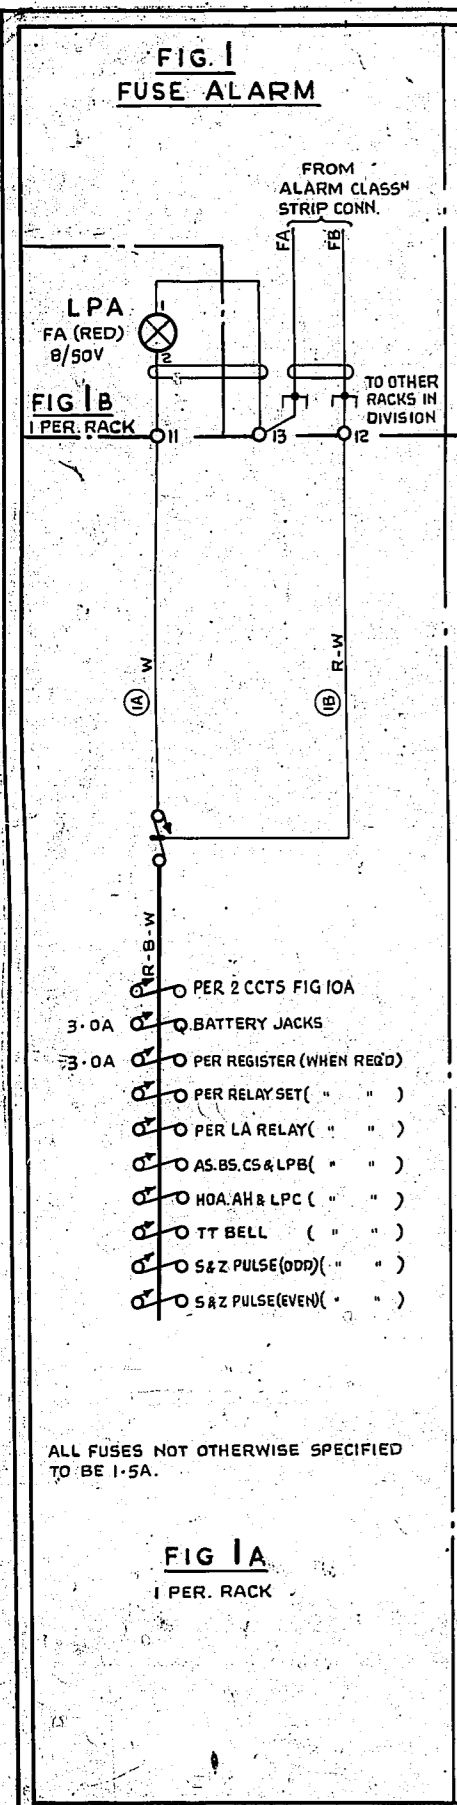 FIG. 1
FUSE ALARM
FROM
ALARM CLASSN
STRIP CONN.
FA
FB
LPA
FA (RED)
8/50V
1
2
TO OTHER
RACKS IN
DIVISION
FIG 1B
1 PER. RACK
11
13
12
W
R-W
1A
1B
R-B-W
PER 2 CCTS FIG 10A
3.0A BATTERY JACKS
3.0A PER REGISTER (WHEN REQD)
PER RELAY SET ( " " )
PER LA RELAY ( " " )
AS.BS.CS & LPB ( " " )
HOA.AH & LPC ( " " )
TT BELL ( " " )
S&Z PULSE (ODD) ( " " )
S&Z PULSE (EVEN) ( " " )
ALL FUSES NOT OTHERWISE SPECIFIED
TO BE 1.5A.
FIG 1A
1 PER. RACK